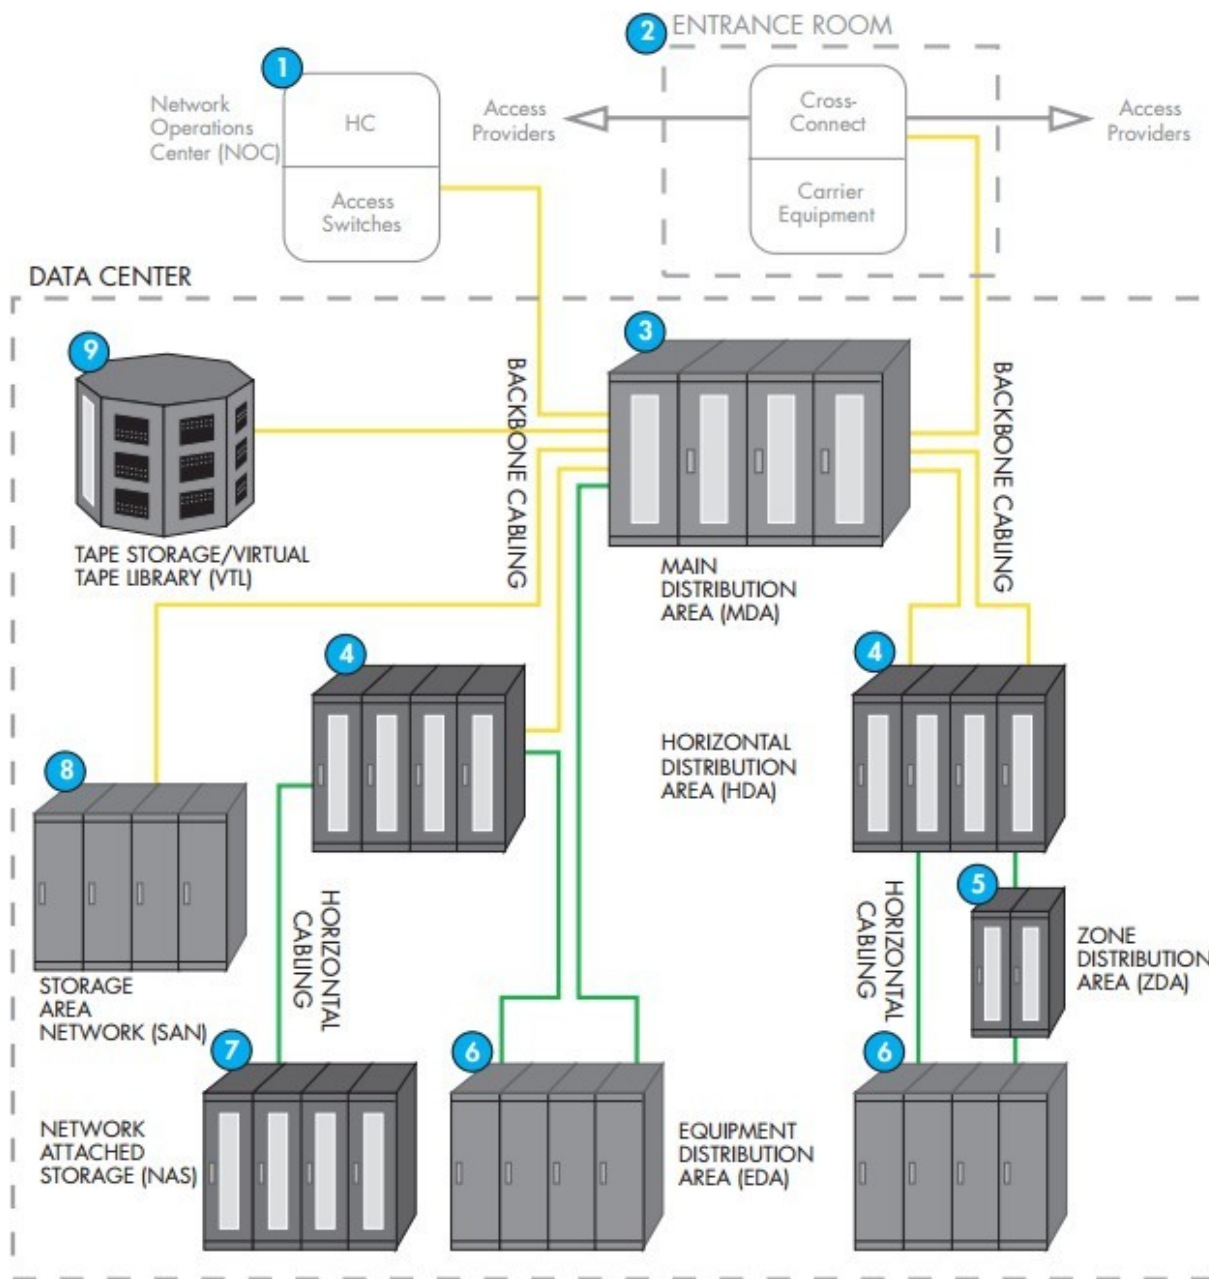 2
ENTRANCE ROOM
1
Network
Operations
Center (NOC)
HC
Access
Switches
Access
Providers
Cross-
Connect
Carrier
Equipment
Access
Providers
DATA CENTER
9
TAPE STORAGE/VIRTUAL
TAPE LIBRARY (VTL)
BACKBONE CABLING
3
MAIN
DISTRIBUTION
AREA (MDA)
BACKBONE CABLING
4
4
HORIZONTAL
DISTRIBUTION
AREA (HDA)
8
STORAGE
AREA
NETWORK (SAN)
HORIZONTAL
CABLING
HORIZONTAL
CABLING
5
ZONE
DISTRIBUTION
AREA (ZDA)
7
NETWORK
ATTACHED
STORAGE (NAS)
6
EQUIPMENT
DISTRIBUTION
AREA (EDA)
6